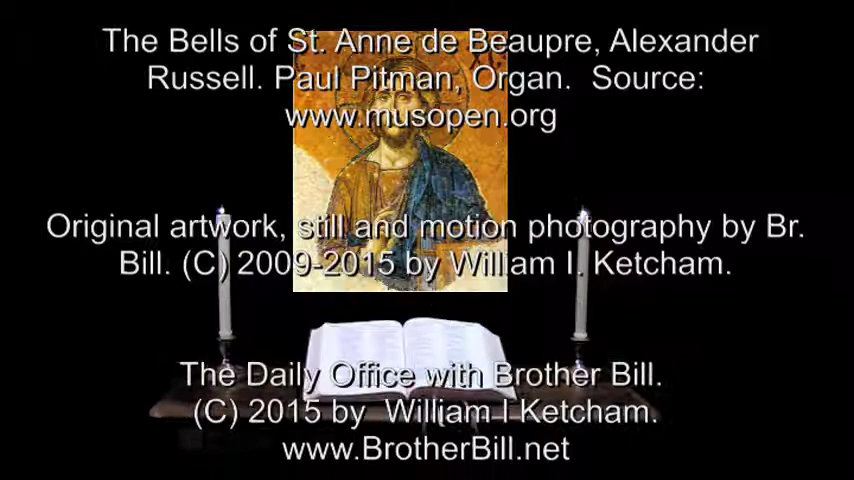 The Bells of St. Anne de Beaupre, Alexander
Russell. Paul Pitman, Organ.  Source:
www.musopen.org
Original artwork, still and motion photography by Br.
Bill. (C) 2009-2015 by William I. Ketcham.
The Daily Office with Brother Bill.
(C) 2015 by  William I Ketcham.
www.BrotherBill.net